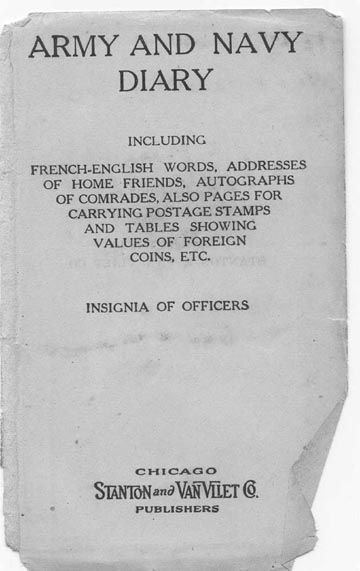 ARMY AND NAVY
DIARY
INCLUDING
FRENCH-ENGLISH WORDS, ADDRESSES
OF HOME FRIENDS, AUTOGRAPHS
OF COMRADES, ALSO PAGES FOR
CARRYING POSTAGE STAMPS
AND TABLES SHOWING
VALUES OF FOREIGN
COINS, ETC.
INSIGNIA OF OFFICERS
CHICAGO
STANTON and VAN VLIET CO.
PUBLISHERS